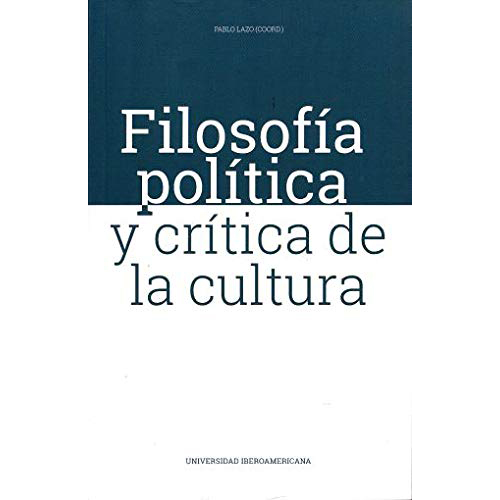 PABLO LAZO (COORD.)
Filosofía
política
y crítica de
la cultura
UNIVERSIDAD IBEROAMERICANA